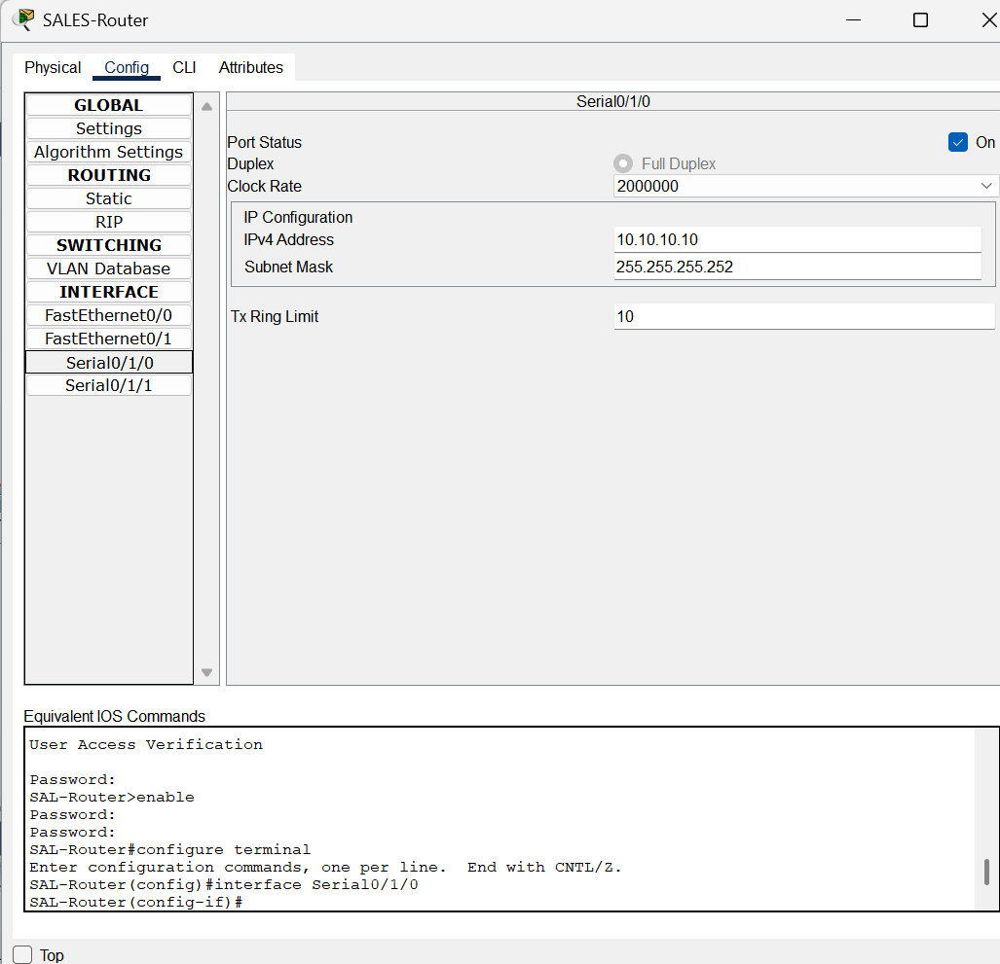 SALES-Router
Physical Config CLI Attributes
GLOBAL
Settings
Algorithm Settings
ROUTING
Static
RIP
SWITCHING
VLAN Database
INTERFACE
FastEthernet0/0
FastEthernet0/1
Serial0/1/0
Serial0/1/1
Serial0/1/0
Port Status On
Duplex Full Duplex
Clock Rate 2000000
IP Configuration
IPv4 Address 10.10.10.10
Subnet Mask 255.255.255.252
Tx Ring Limit 10
Equivalent IOS Commands
User Access Verification
Password:
SAL-Router>enable
Password:
Password:
SAL-Router#configure terminal
Enter configuration commands, one per line.  End with CNTL/Z.
SAL-Router(config)#interface Serial0/1/0
SAL-Router(config-if)#
Top